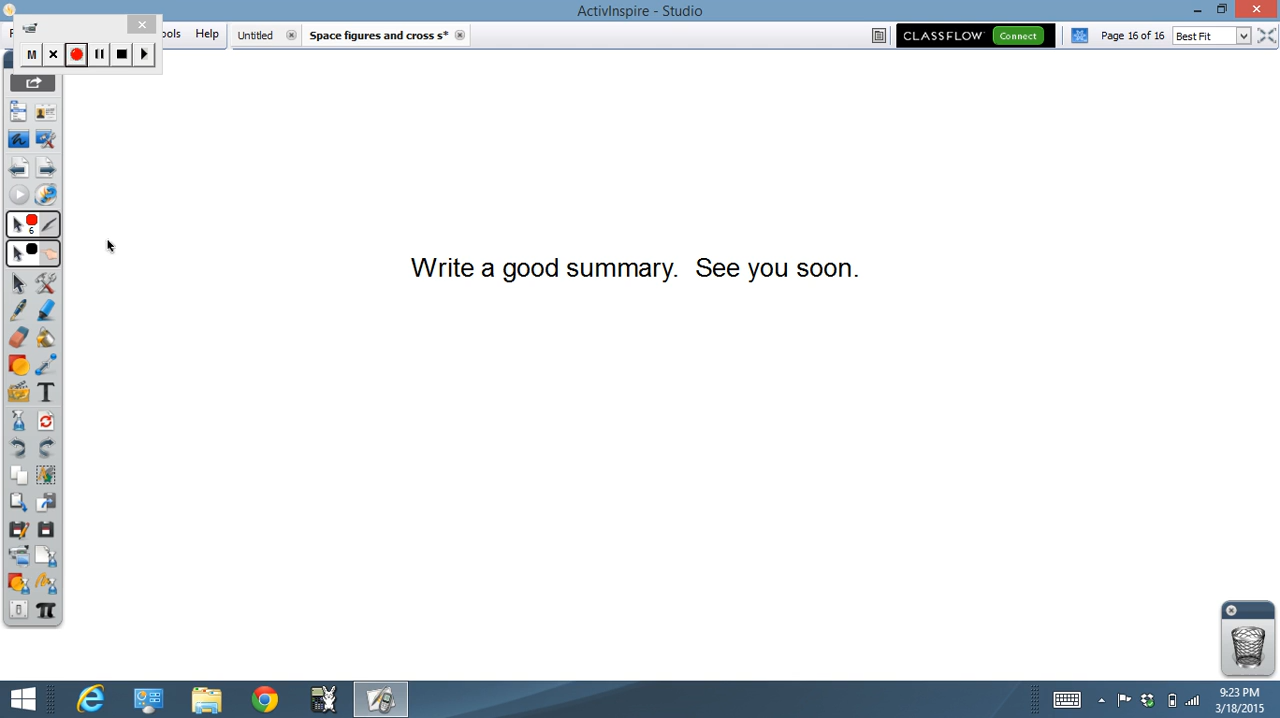 ActivInspire - Studio
ools Help Untitled Space figures and cross s* CLASSFLOW Connect Page 16 of 16 Best Fit
M
6
Write a good summary. See you soon.
T
9:23 PM
3/18/2015